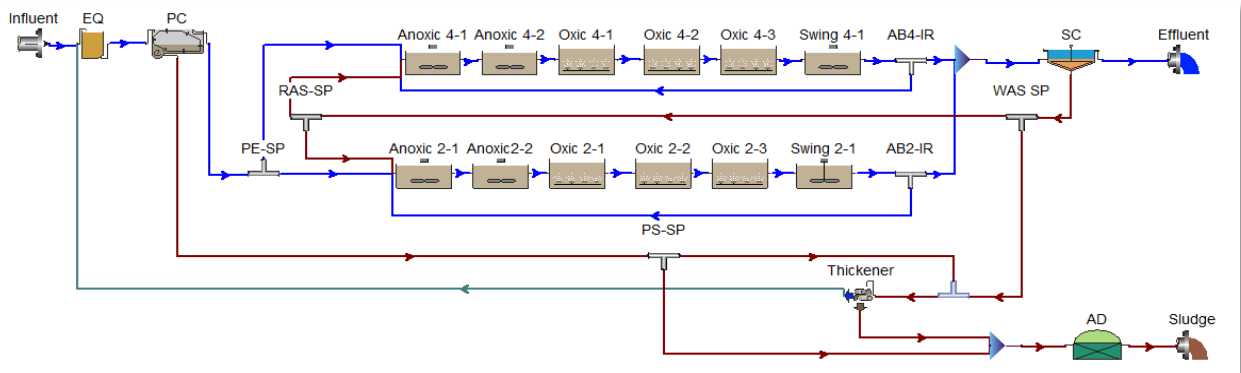 Influent
EQ
PC
Anoxic 4-1
Anoxic 4-2
Oxic 4-1
Oxic 4-2
Oxic 4-3
Swing 4-1
AB4-IR
SC
Effluent
RAS-SP
WAS SP
PE-SP
Anoxic 2-1
Anoxic2-2
Oxic 2-1
Oxic 2-2
Oxic 2-3
Swing 2-1
AB2-IR
PS-SP
Thickener
AD
Sludge